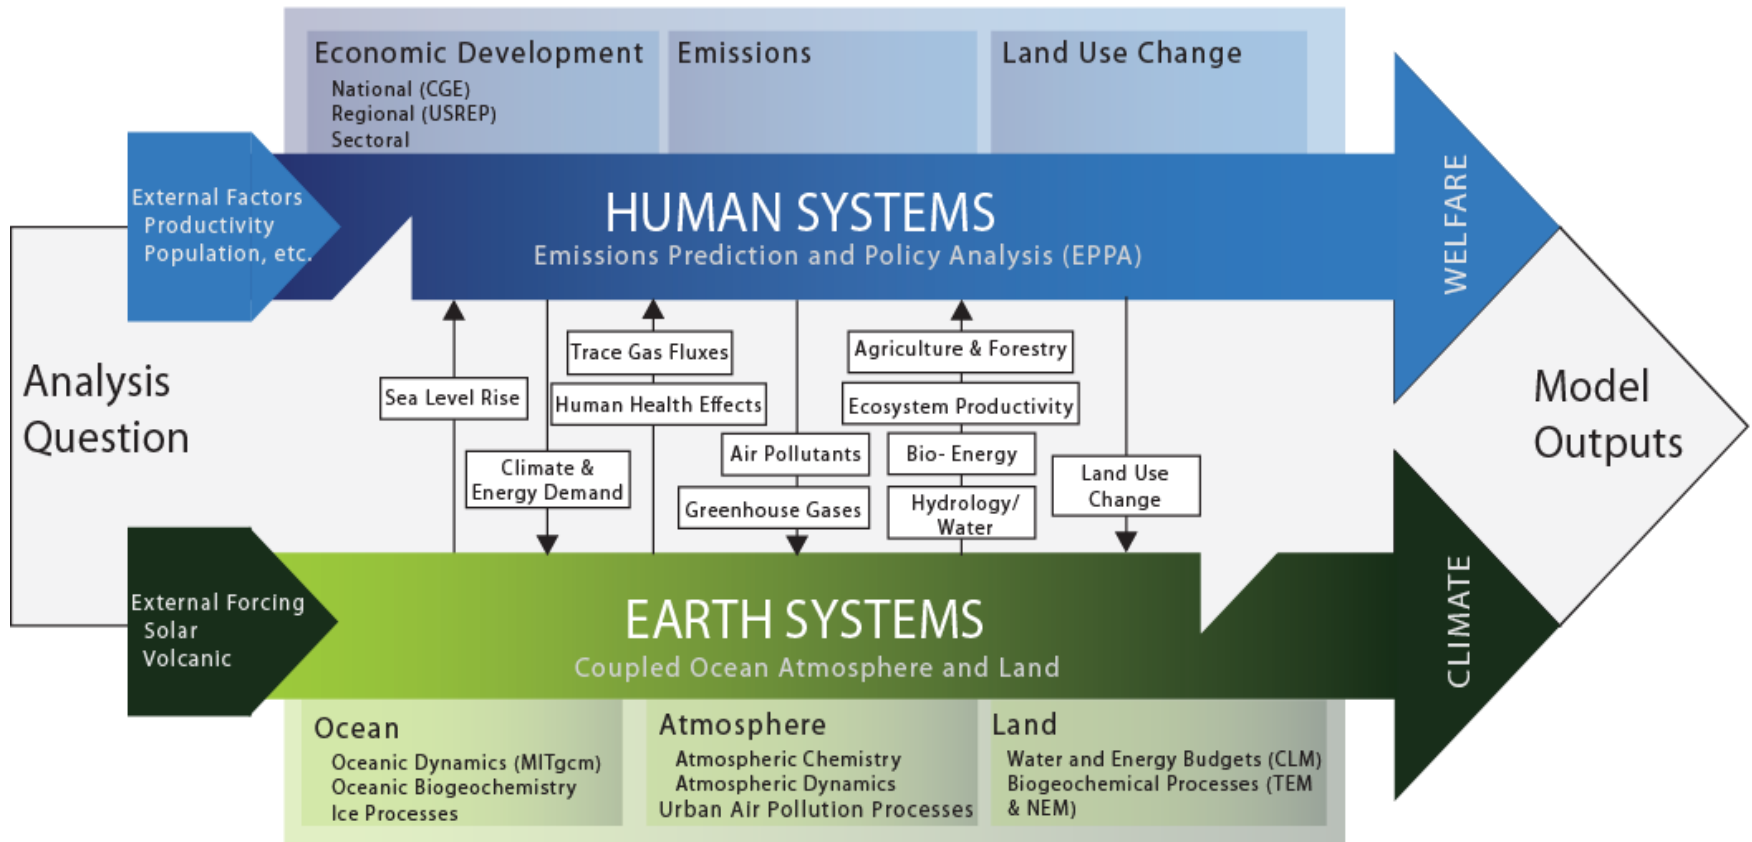 Economic Development
National (CGE)
Regional (USREP)
Sectoral
Emissions
Land Use Change
External Factors
Productivity
Population, etc.
HUMAN SYSTEMS
Emissions Prediction and Policy Analysis (EPPA)
WELFARE
Analysis
Question
Sea Level Rise
Climate &
Energy Demand
Trace Gas Fluxes
Human Health Effects
Air Pollutants
Greenhouse Gases
Agriculture & Forestry
Ecosystem Productivity
Bio- Energy
Hydrology/
Water
Land Use
Change
Model
Outputs
External Forcing
Solar
Volcanic
EARTH SYSTEMS
Coupled Ocean Atmosphere and Land
CLIMATE
Ocean
Oceanic Dynamics (MITgcm)
Oceanic Biogeochemistry
Ice Processes
Atmosphere
Atmospheric Chemistry
Atmospheric Dynamics
Urban Air Pollution Processes
Land
Water and Energy Budgets (CLM)
Biogeochemical Processes (TEM
& NEM)